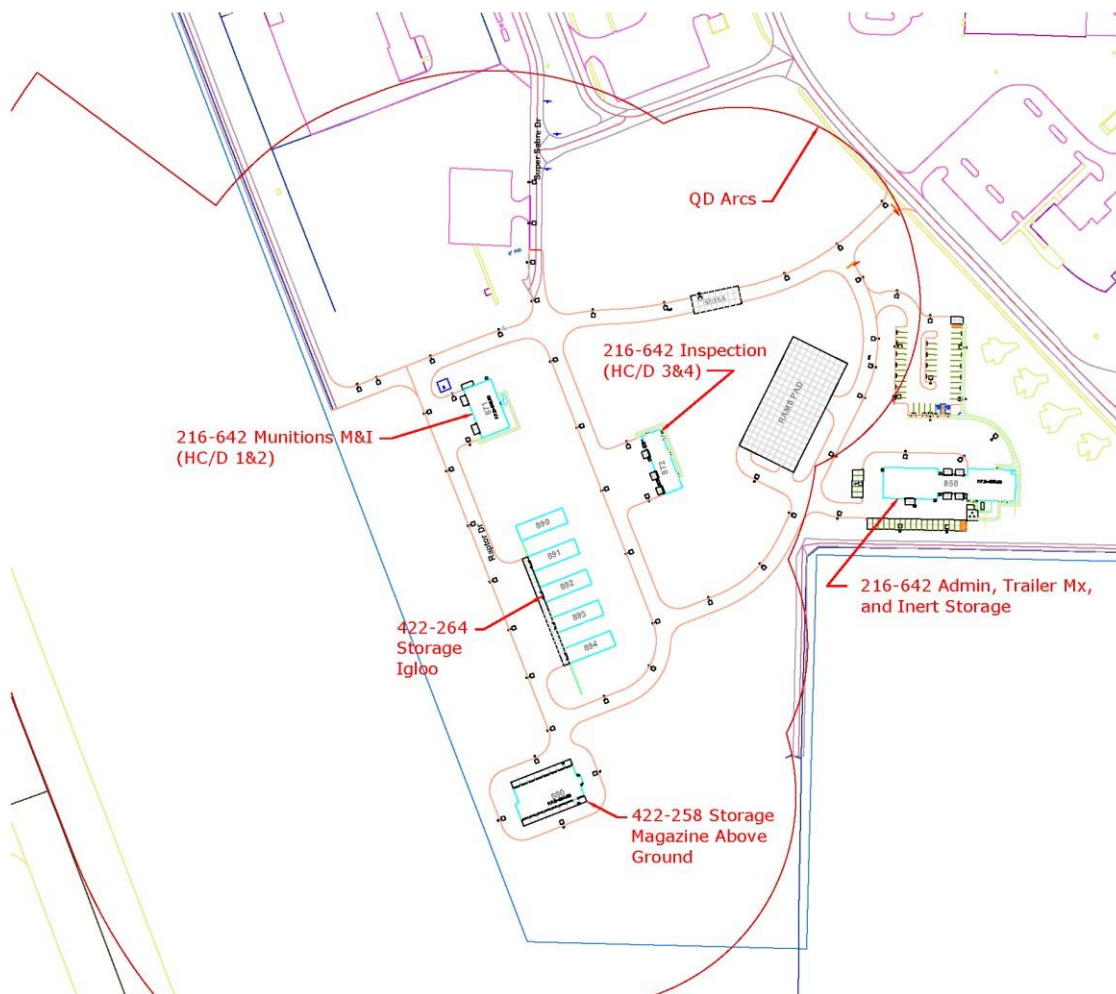 Super Sabre Dr
QD Arcs
216-642 Inspection
(HC/D 3&4)
RAMS PAD
216-642 Munitions M&I
(HC/D 1&2)
871
872
860
890
891
892
893
894
Raptor Dr
216-642 Admin, Trailer Mx,
and Inert Storage
422-264
Storage
Igloo
880
422-258 Storage
Magazine Above
Ground